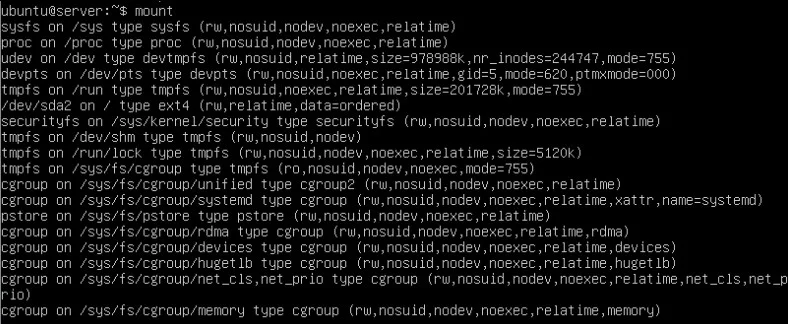 ubuntu@server:~$ mount
sysfs on /sys type sysfs (rw,nosuid,nodev,noexec,relatime)
proc on /proc type proc (rw,nosuid,nodev,noexec,relatime)
udev on /dev type devtmpfs (rw,nosuid,relatime,size=978988k,nr_inodes=244747,mode=755)
devpts on /dev/pts type devpts (rw,nosuid,noexec,relatime,gid=5,mode=620,ptmxmode=000)
tmpfs on /run type tmpfs (rw,nosuid,noexec,relatime,size=201728k,mode=755)
/dev/sda2 on / type ext4 (rw,relatime,data=ordered)
securityfs on /sys/kernel/security type securityfs (rw,nosuid,nodev,noexec,relatime)
tmpfs on /dev/shm type tmpfs (rw,nosuid,nodev)
tmpfs on /run/lock type tmpfs (rw,nosuid,nodev,noexec,relatime,size=5120k)
tmpfs on /sys/fs/cgroup type tmpfs (ro,nosuid,nodev,noexec,mode=755)
cgroup on /sys/fs/cgroup/unified type cgroup2 (rw,nosuid,nodev,noexec,relatime)
cgroup on /sys/fs/cgroup/systemd type cgroup (rw,nosuid,nodev,noexec,relatime,xattr,name=systemd)
pstore on /sys/fs/pstore type pstore (rw,nosuid,nodev,noexec,relatime)
cgroup on /sys/fs/cgroup/rdma type cgroup (rw,nosuid,nodev,noexec,relatime,rdma)
cgroup on /sys/fs/cgroup/devices type cgroup (rw,nosuid,nodev,noexec,relatime,devices)
cgroup on /sys/fs/cgroup/hugetlb type cgroup (rw,nosuid,nodev,noexec,relatime,hugetlb)
cgroup on /sys/fs/cgroup/net_cls,net_prio type cgroup (rw,nosuid,nodev,noexec,relatime,net_cls,net_p
rio)
cgroup on /sys/fs/cgroup/memory type cgroup (rw,nosuid,nodev,noexec,relatime,memory)